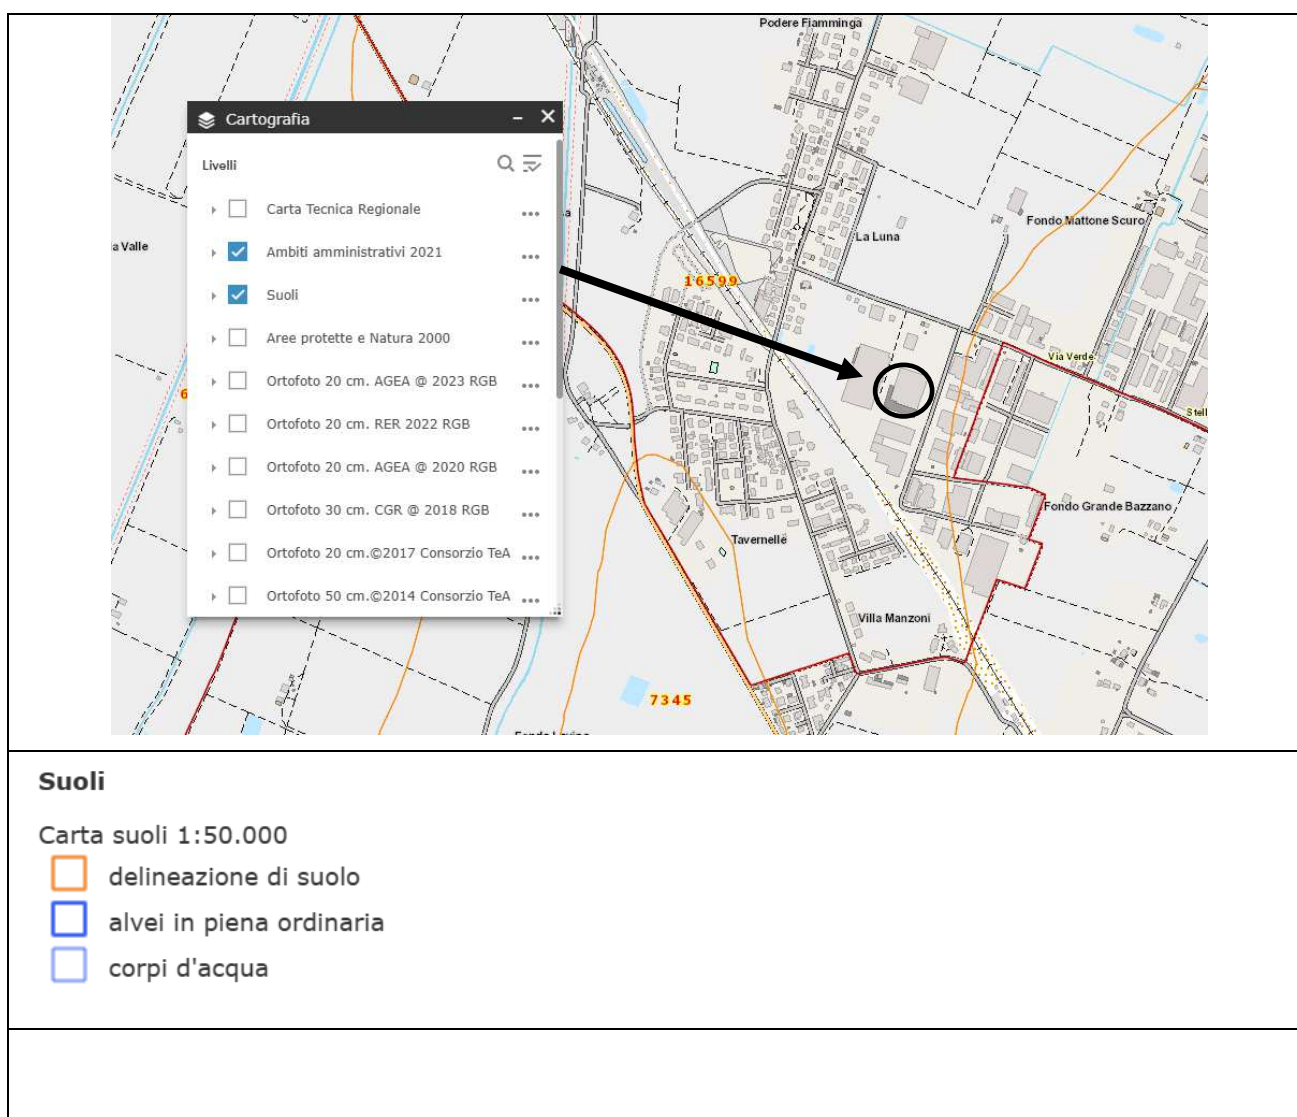 Podere Fiamminga
Cartografia
Livelli
Carta Tecnica Regionale
a Valle
Ambiti amministrativi 2021
Suoli
Aree protette e Natura 2000
Ortofoto 20 cm. AGEA @ 2023 RGB
Ortofoto 20 cm. RER 2022 RGB
Ortofoto 20 cm. AGEA @ 2020 RGB
Ortofoto 30 cm. CGR @ 2018 RGB
Ortofoto 20 cm.©2017 Consorzio TeA
Ortofoto 50 cm.©2014 Consorzio TeA
sa
6
La Luna
Fondo Mattone Scuro
16599
Via Verde
Stell
Fondo Grande Bazzano
Tavernelle
Villa Manzoni
7345
Suoli
Carta suoli 1:50.000
delineazione di suolo
alvei in piena ordinaria
corpi d'acqua